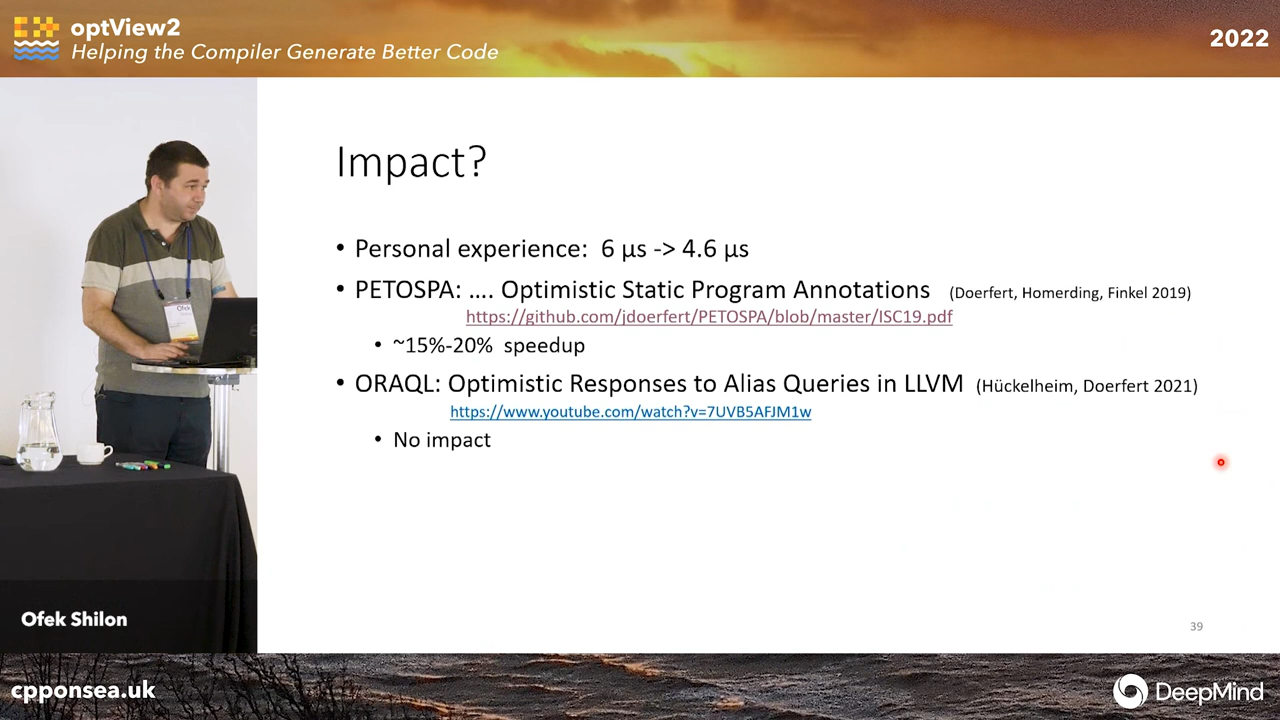 optView2
Helping the Compiler Generate Better Code
2022
Impact?
• Personal experience: 6 µs -> 4.6 µs
• PETOSPA: .... Optimistic Static Program Annotations (Doerfert, Homerding, Finkel 2019)
https://github.com/jdoerfert/PETOSPA/blob/master/ISC19.pdf
• ~15%-20% speedup
• ORAQL: Optimistic Responses to Alias Queries in LLVM (Hückelheim, Doerfert 2021)
https://www.youtube.com/watch?v=7UVB5AFJM1w
• No impact
39
Ofek
Ofek Shilon
cpponsea.uk
DeepMind